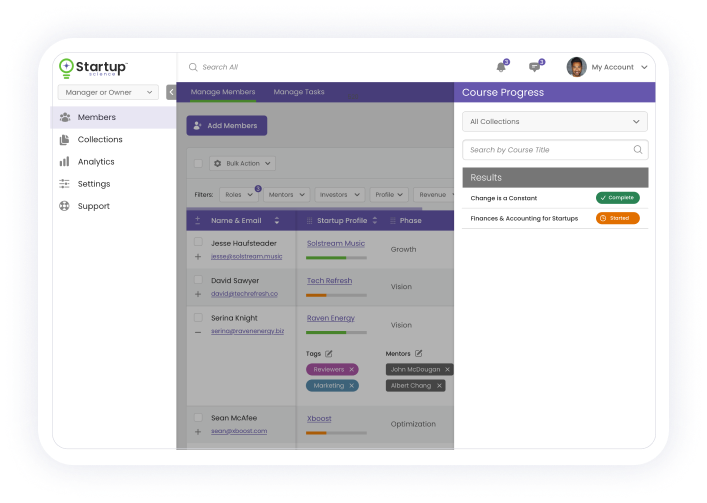 Startup
science
Search All
3
3
My Account
Manager or Owner
Members
Collections
Analytics
Settings
Support
Manage Members
Manage Tasks
Add Members
Bulk Action
Filters:
Roles
3
Mentors
Investors
Profile
Revenue
Name & Email
Startup Profile
Phase
Jesse Haufsteader
jesse@solstream.music
Solstream Music
Growth
David Sawyer
david@techrefresh.co
Tech Refresh
Vision
Serina Knight
serina@ravenenergy.biz
Raven Energy
Vision
Tags
Mentors
Reviewers ×
John McDougan ×
Marketing ×
Albert Chang ×
Sean McAfee
sean@xboost.com
Xboost
Optimization
Course Progress
All Collections
Search by Course Title
Results
Change is a Constant
Complete
Finances & Accounting for Startups
Started